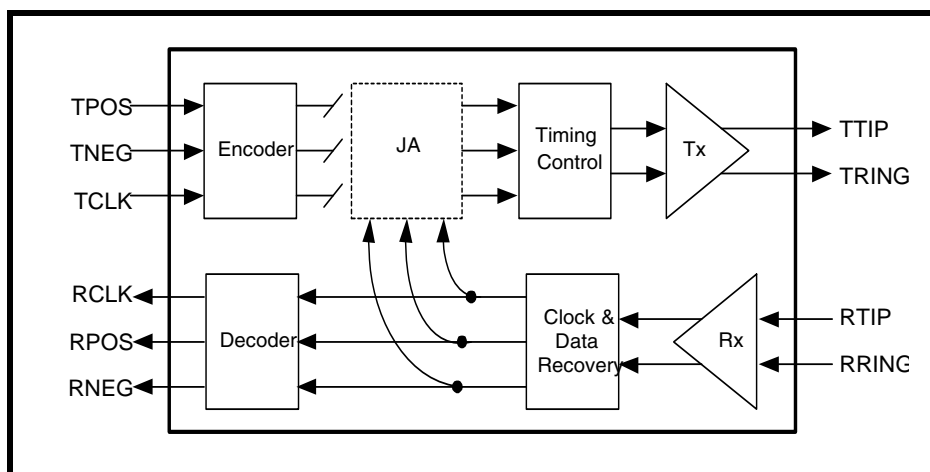 TPOS
TNEG
TCLK
Encoder
JA
Timing
Control
Tx
TTIP
TRING
RCLK
RPOS
RNEG
Decoder
Clock &
Data
Recovery
Rx
RTIP
RRING